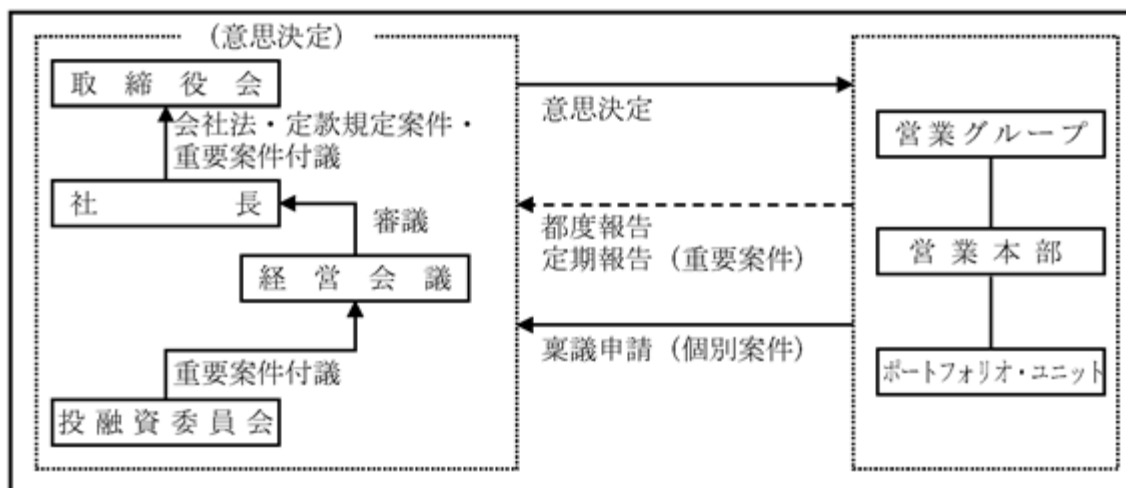 (意思決定)
取締役会
会社法・定款規定案件・
重要案件付議
社長
審議
経営会議
重要案件付議
投融資委員会
意思決定
都度報告
定期報告（重要案件）
稟議申請（個別案件）
営業グループ
営業本部
ポートフォリオ・ユニット